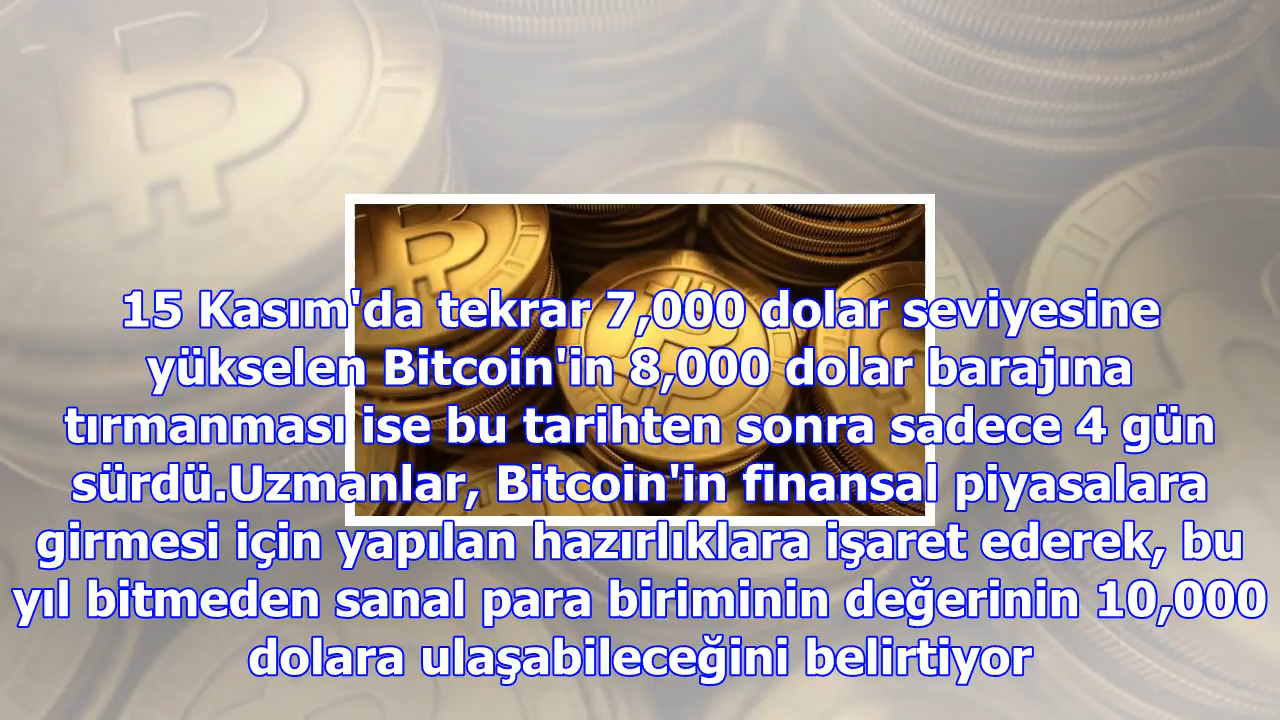 15 Kasım'da tekrar 7,000 dolar seviyesine
yükselen Bitcoin'in 8,000 dolar barajına
tırmanması ise bu tarihten sonra sadece 4 gün
sürdü.Uzmanlar, Bitcoin'in finansal piyasalara
girmesi için yapılan hazırlıklara işaret ederek, bu
yıl bitmeden sanal para biriminin değerinin 10,000
dolara ulaşabileceğini belirtiyor